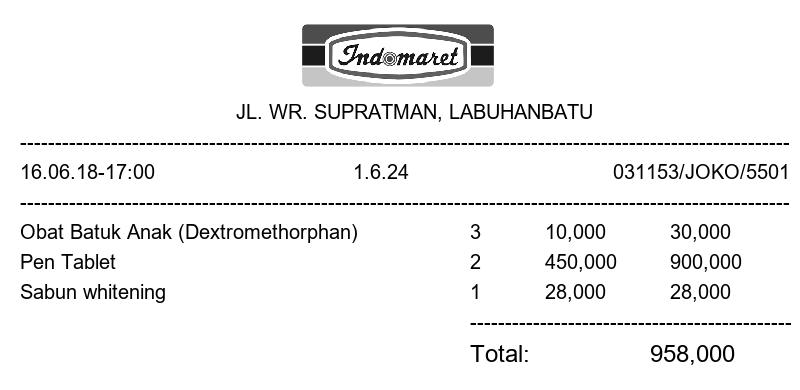 Indomaret
JL. WR. SUPRATMAN, LABUHANBATU
16.06.18-17:00 1.6.24 031153/JOKO/5501
Obat Batuk Anak (Dextromethorphan) 3 10,000 30,000
Pen Tablet 2 450,000 900,000
Sabun whitening 1 28,000 28,000
Total: 958,000